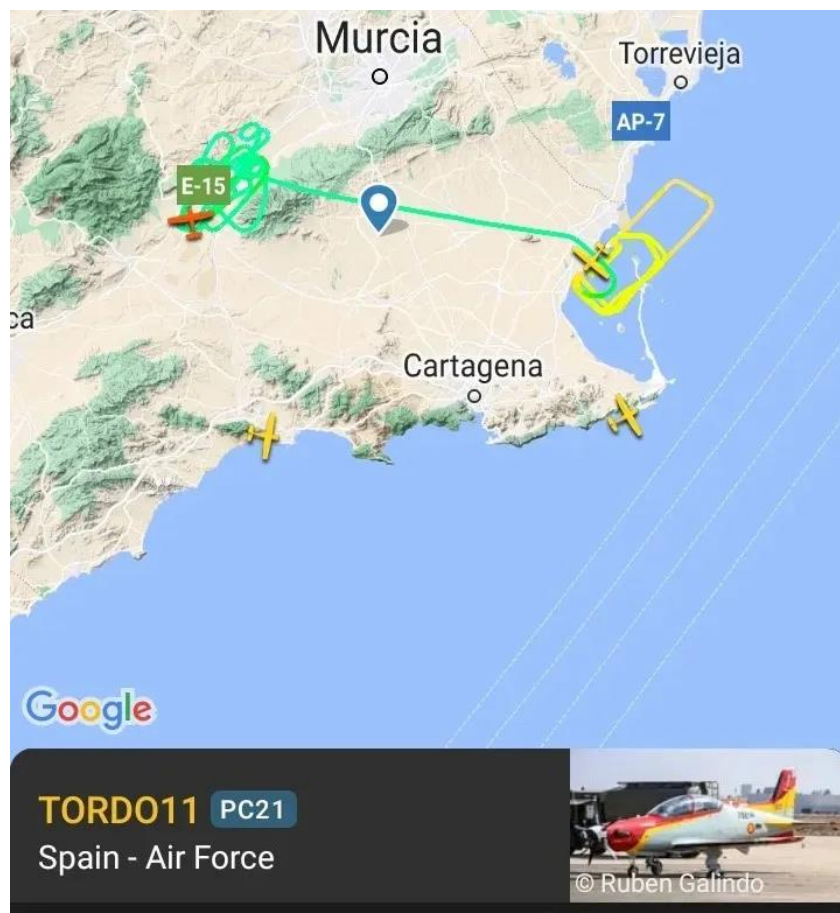 Murcia
Torrevieja
AP-7
E-15
ca
Cartagena
Google
TORDO11 PC21
Spain - Air Force
© Ruben Galindo